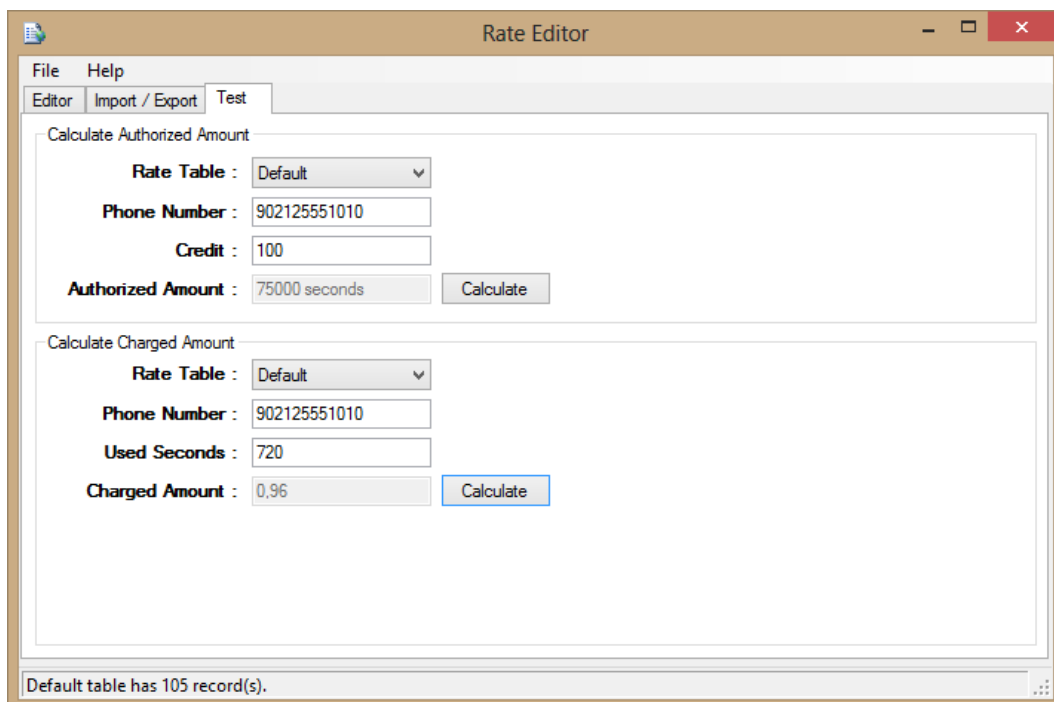 Rate Editor
File Help
Editor Import / Export Test
Calculate Authorized Amount
Rate Table : Default
Phone Number : 902125551010
Credit : 100
Authorized Amount : 75000 seconds Calculate
Calculate Charged Amount
Rate Table : Default
Phone Number : 902125551010
Used Seconds : 720
Charged Amount : 0,96 Calculate
Default table has 105 record(s).